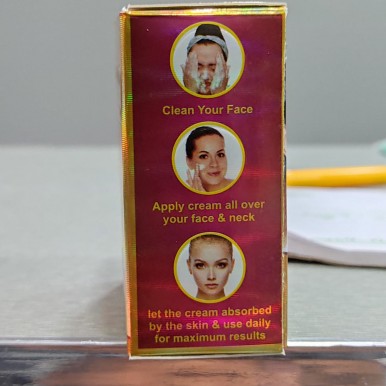 Clean Your Face
Apply cream all over
your face & neck
let the cream absorbed
by the skin & use daily
for maximum results